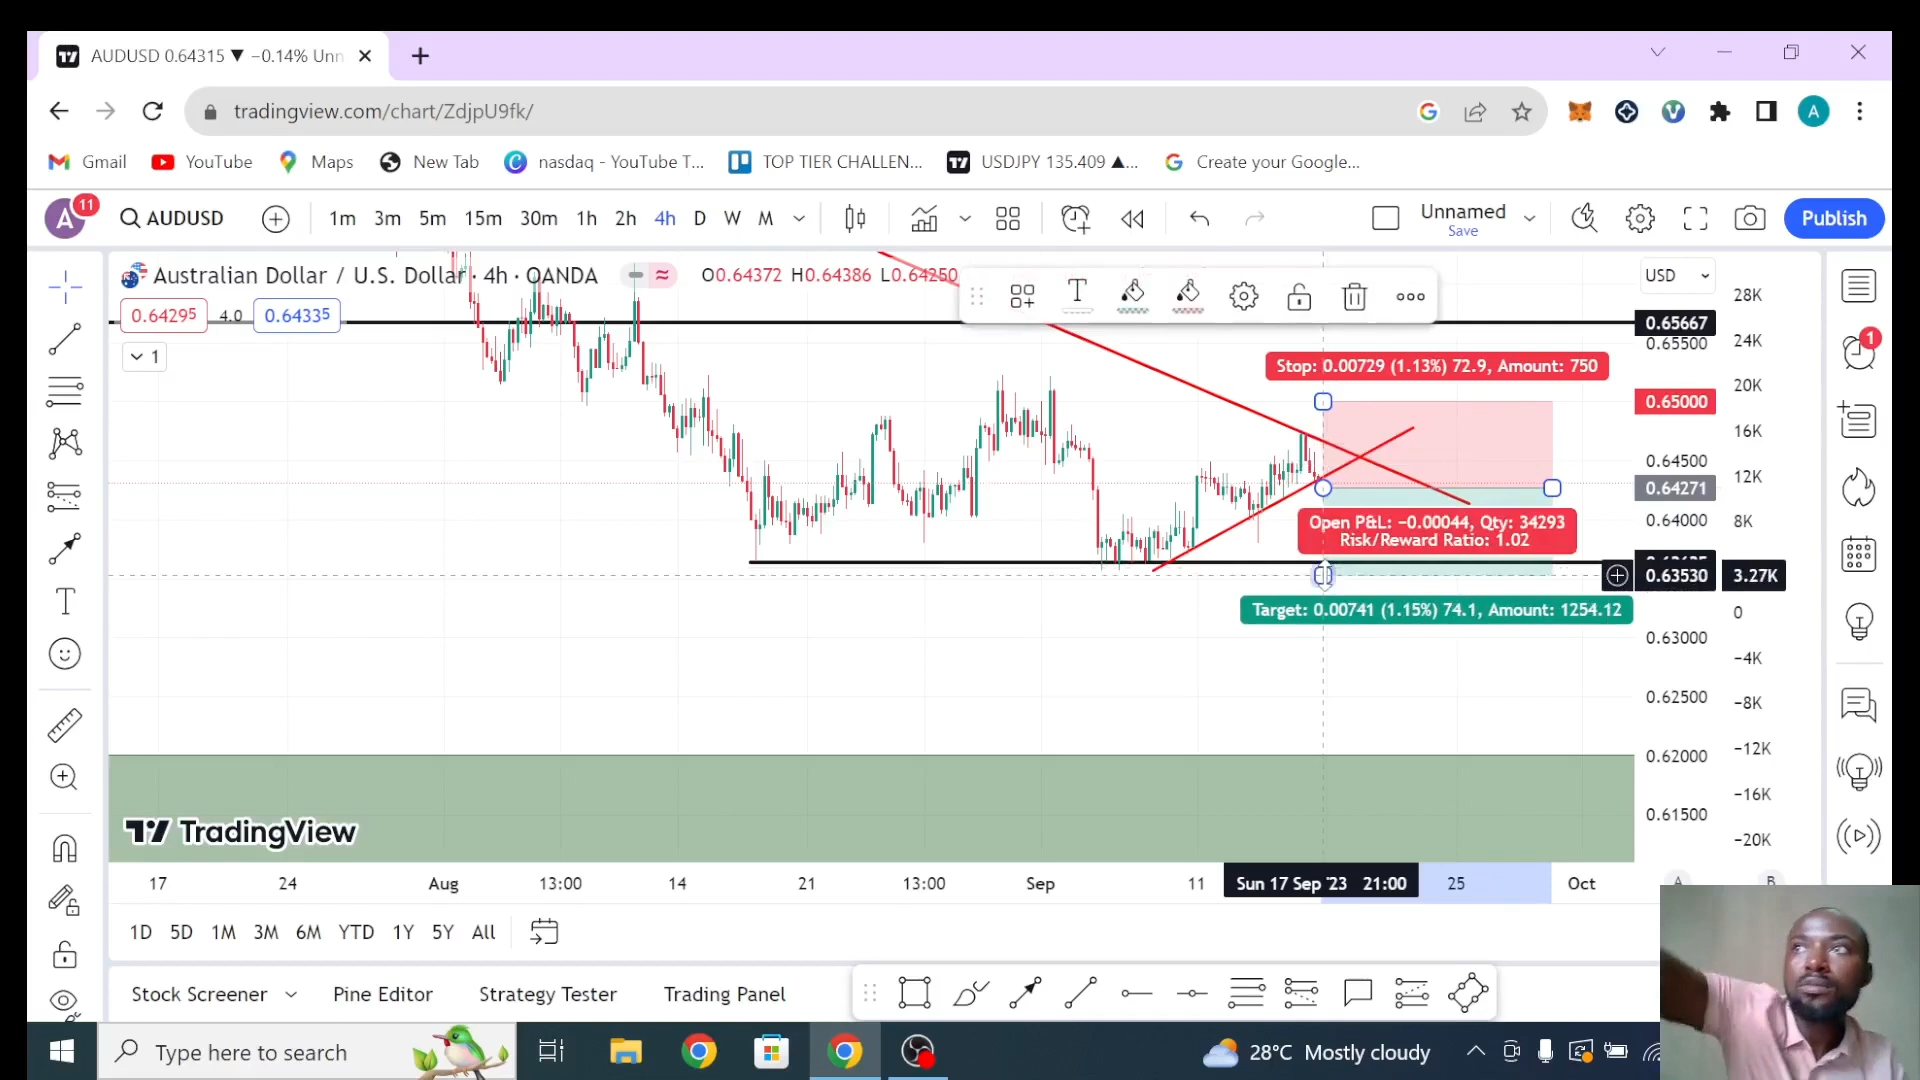 AUDUSD 0.64315 ▼ −0.14% Unn
tradingview.com/chart/ZdjpU9fk/
G
V
A
Gmail YouTube Maps New Tab nasdaq - YouTube T... TOP TIER CHALLEN... USDJPY 135.409 ▲... Create your Google...
A 11 AUDUSD 1m 3m 5m 15m 30m 1h 2h 4h D W M Unnamed Save Publish
Australian Dollar / U.S. Dollar · 4h · OANDA O0.64372 H0.64386 L0.64250
USD
0.64295 4.0 0.64335
1
T
28K
0.65667
0.65500 24K
Stop: 0.00729 (1.13%) 72.9, Amount: 750
20K
0.65000
16K
0.64500
12K
0.64271
Open P&L: −0.00044, Qty: 34293
Risk/Reward Ratio: 1.02
0.64000 8K
0.63530 3.27K
Target: 0.00741 (1.15%) 74.1, Amount: 1254.12
0
0.63000
−4K
0.62500
−8K
0.62000 −12K
−16K
0.61500
−20K
1
T
TradingView
17 24 Aug 13:00 14 21 13:00 Sep 11 Sun 17 Sep '23 21:00 25 Oct A B
1D 5D 1M 3M 6M YTD 1Y 5Y All
Stock Screener Pine Editor Strategy Tester Trading Panel
Type here to search
28°C Mostly cloudy